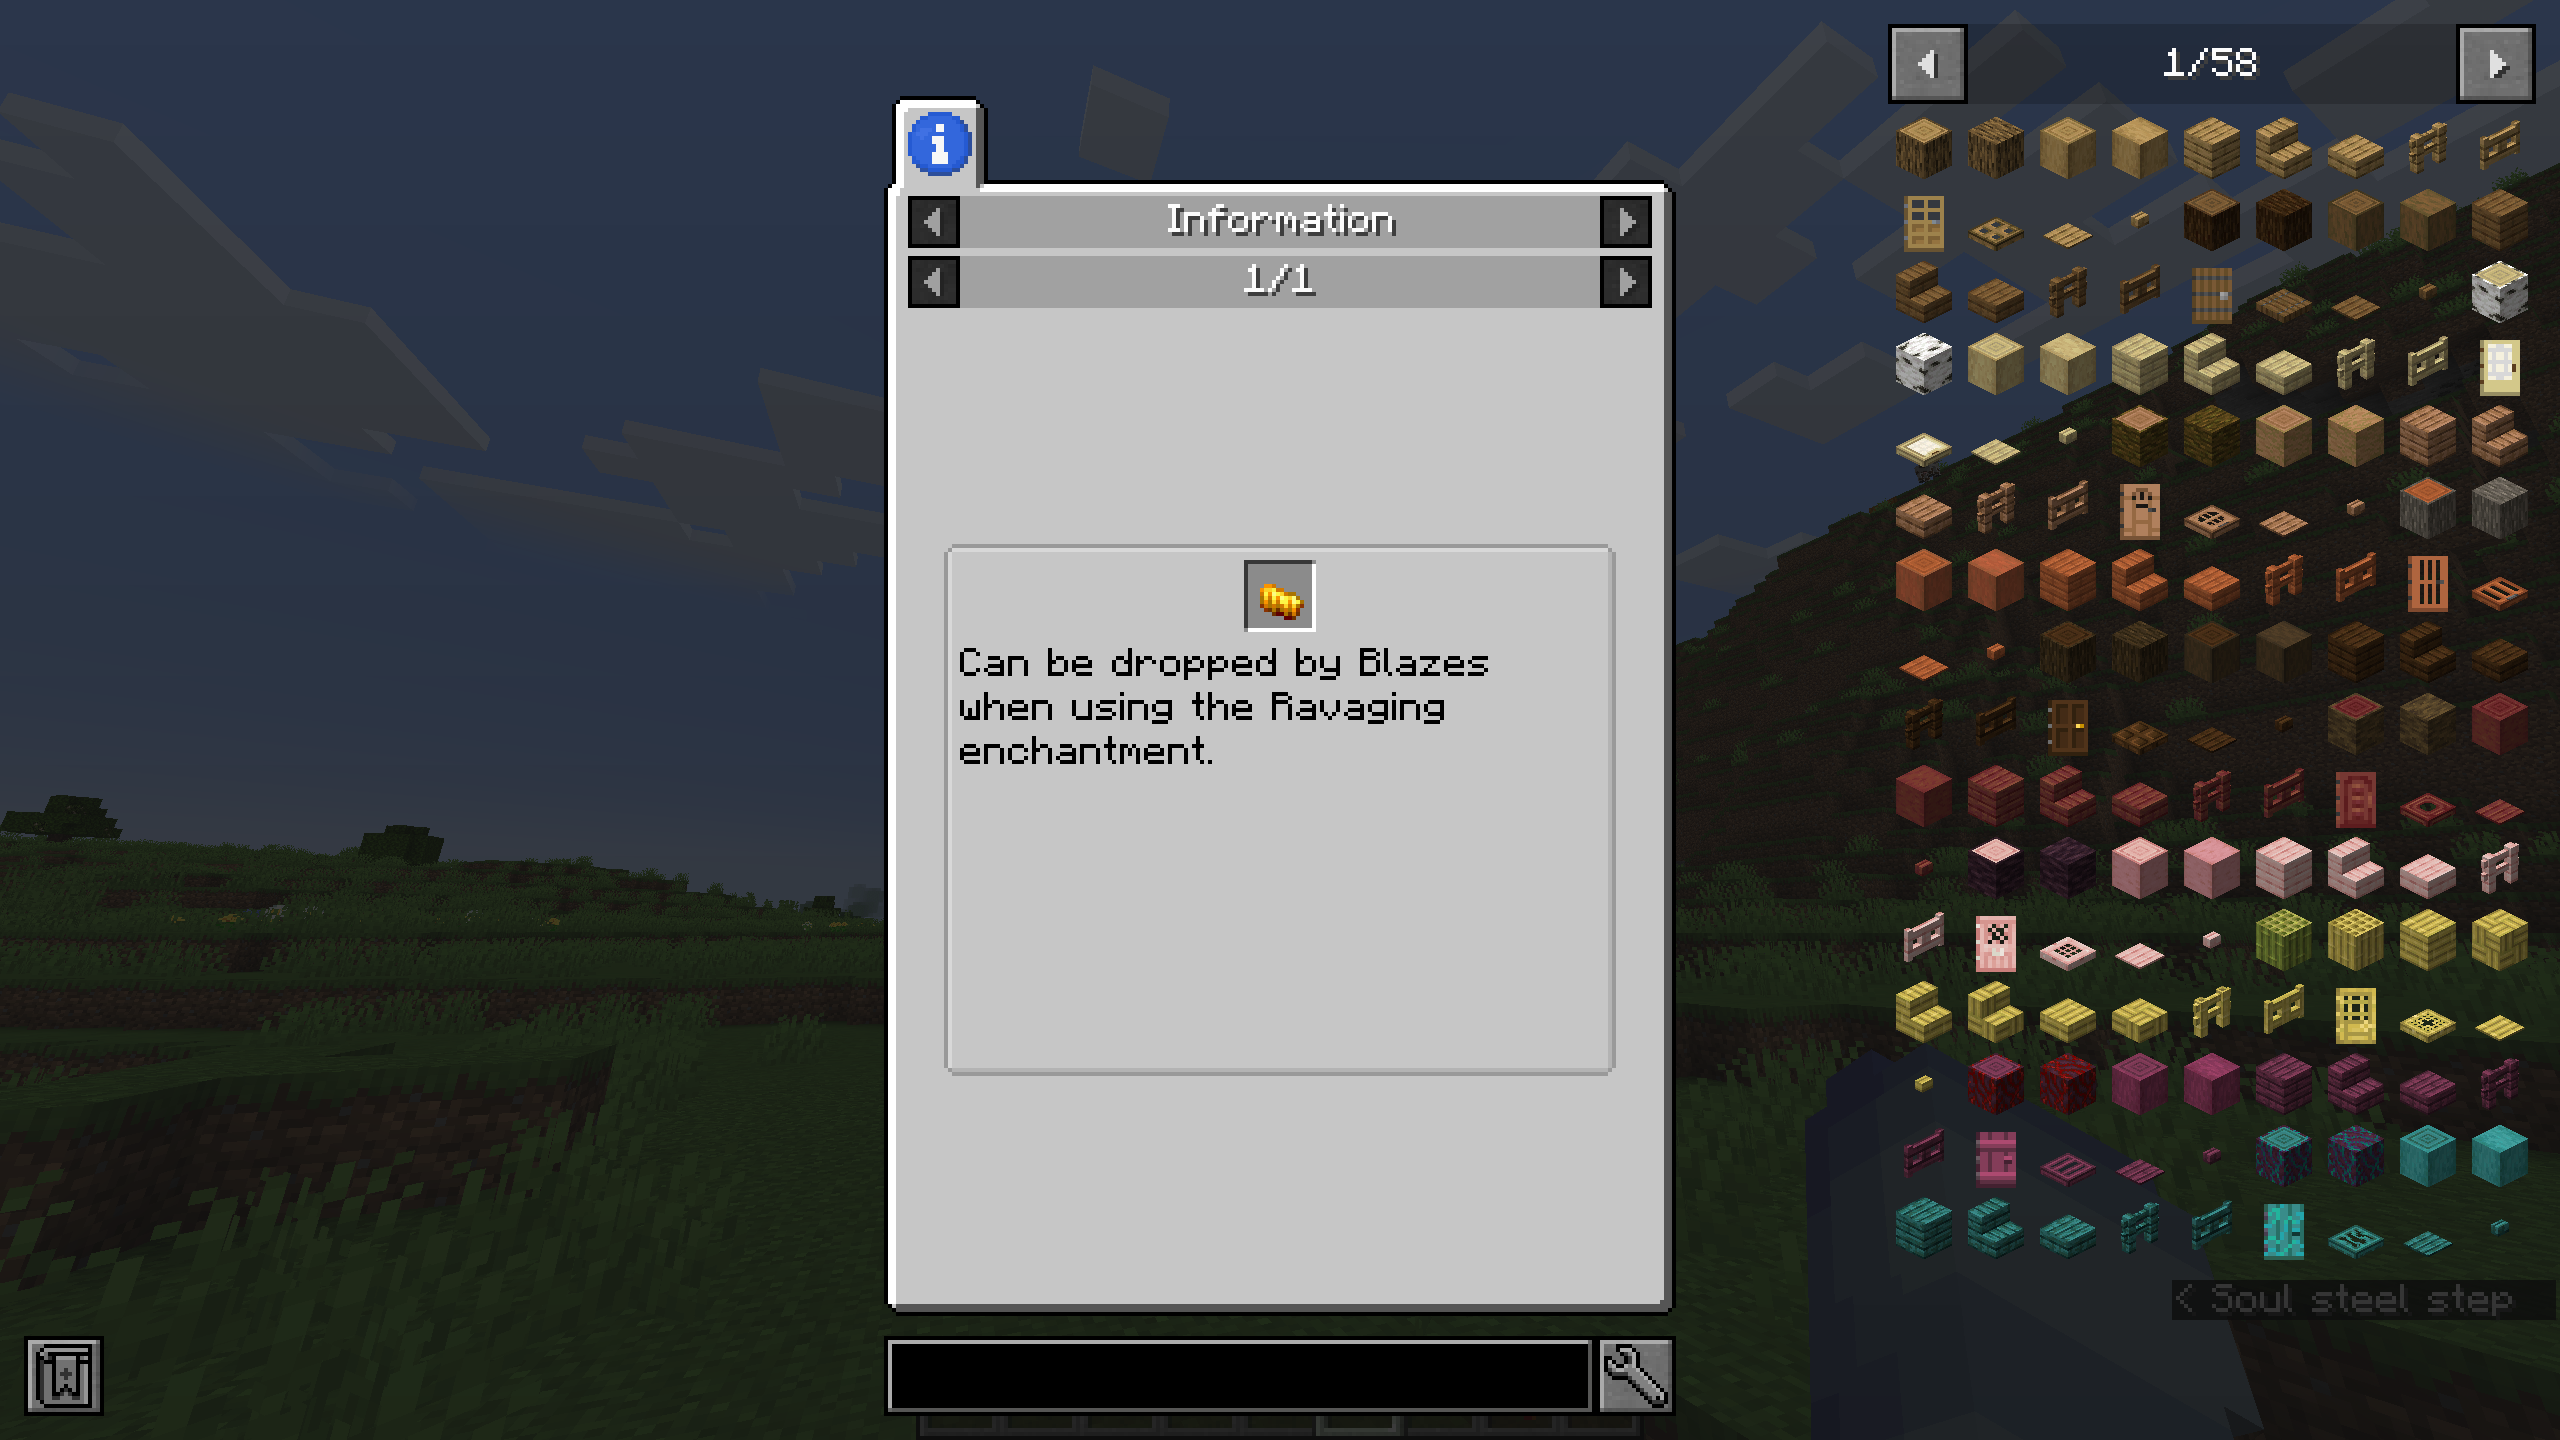 1/58
Information
1/1
Can be dropped by Blazes
when using the Ravaging
enchantment.
< Soul steel step